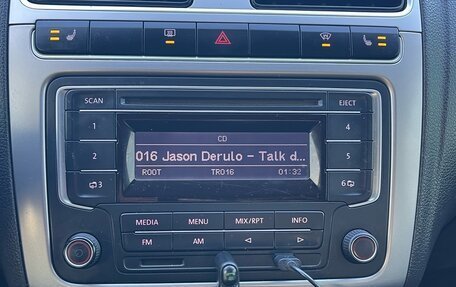 SCAN
EJECT
CD
016 Jason Derulo - Talk d...
ROOT TR016 01:32
1
2
3
4
5
6
MEDIA MENU MIX/RPT INFO
FM AM